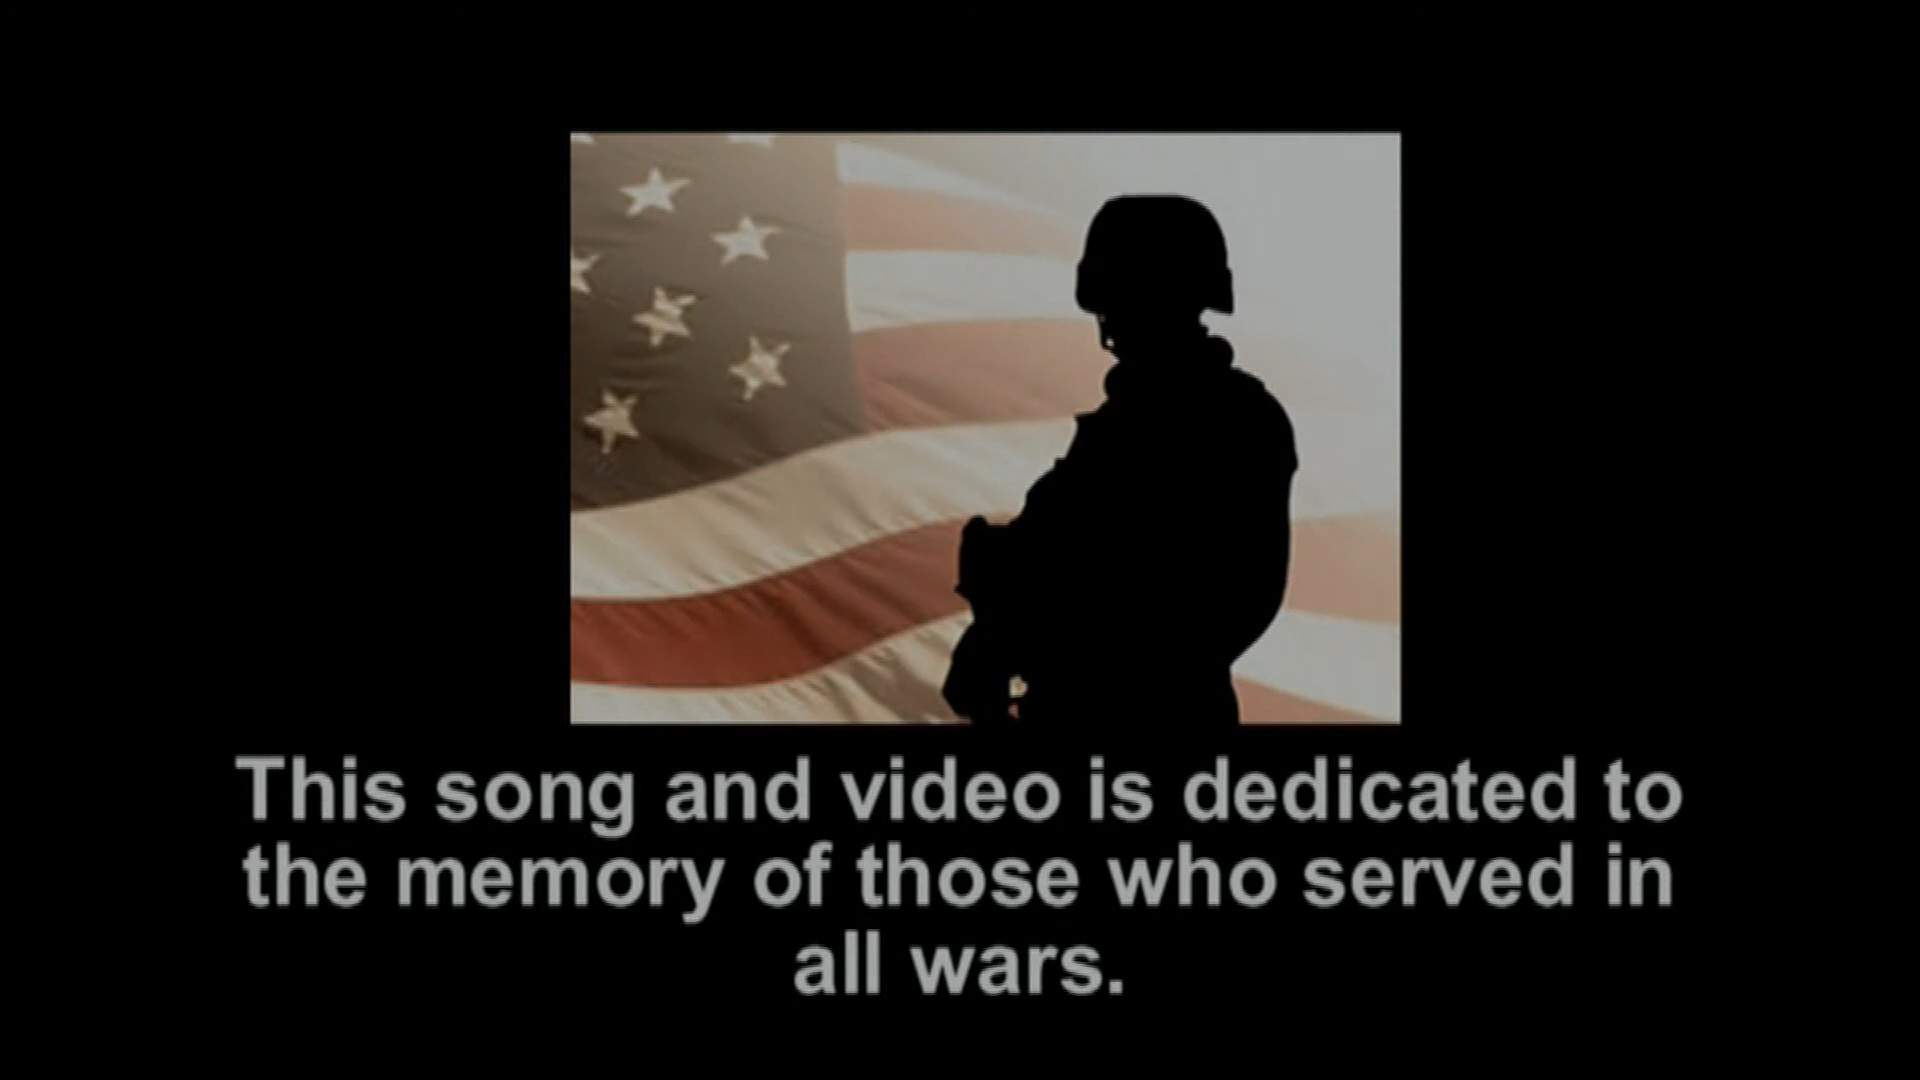 This song and video is dedicated to
the memory of those who served in
all wars.